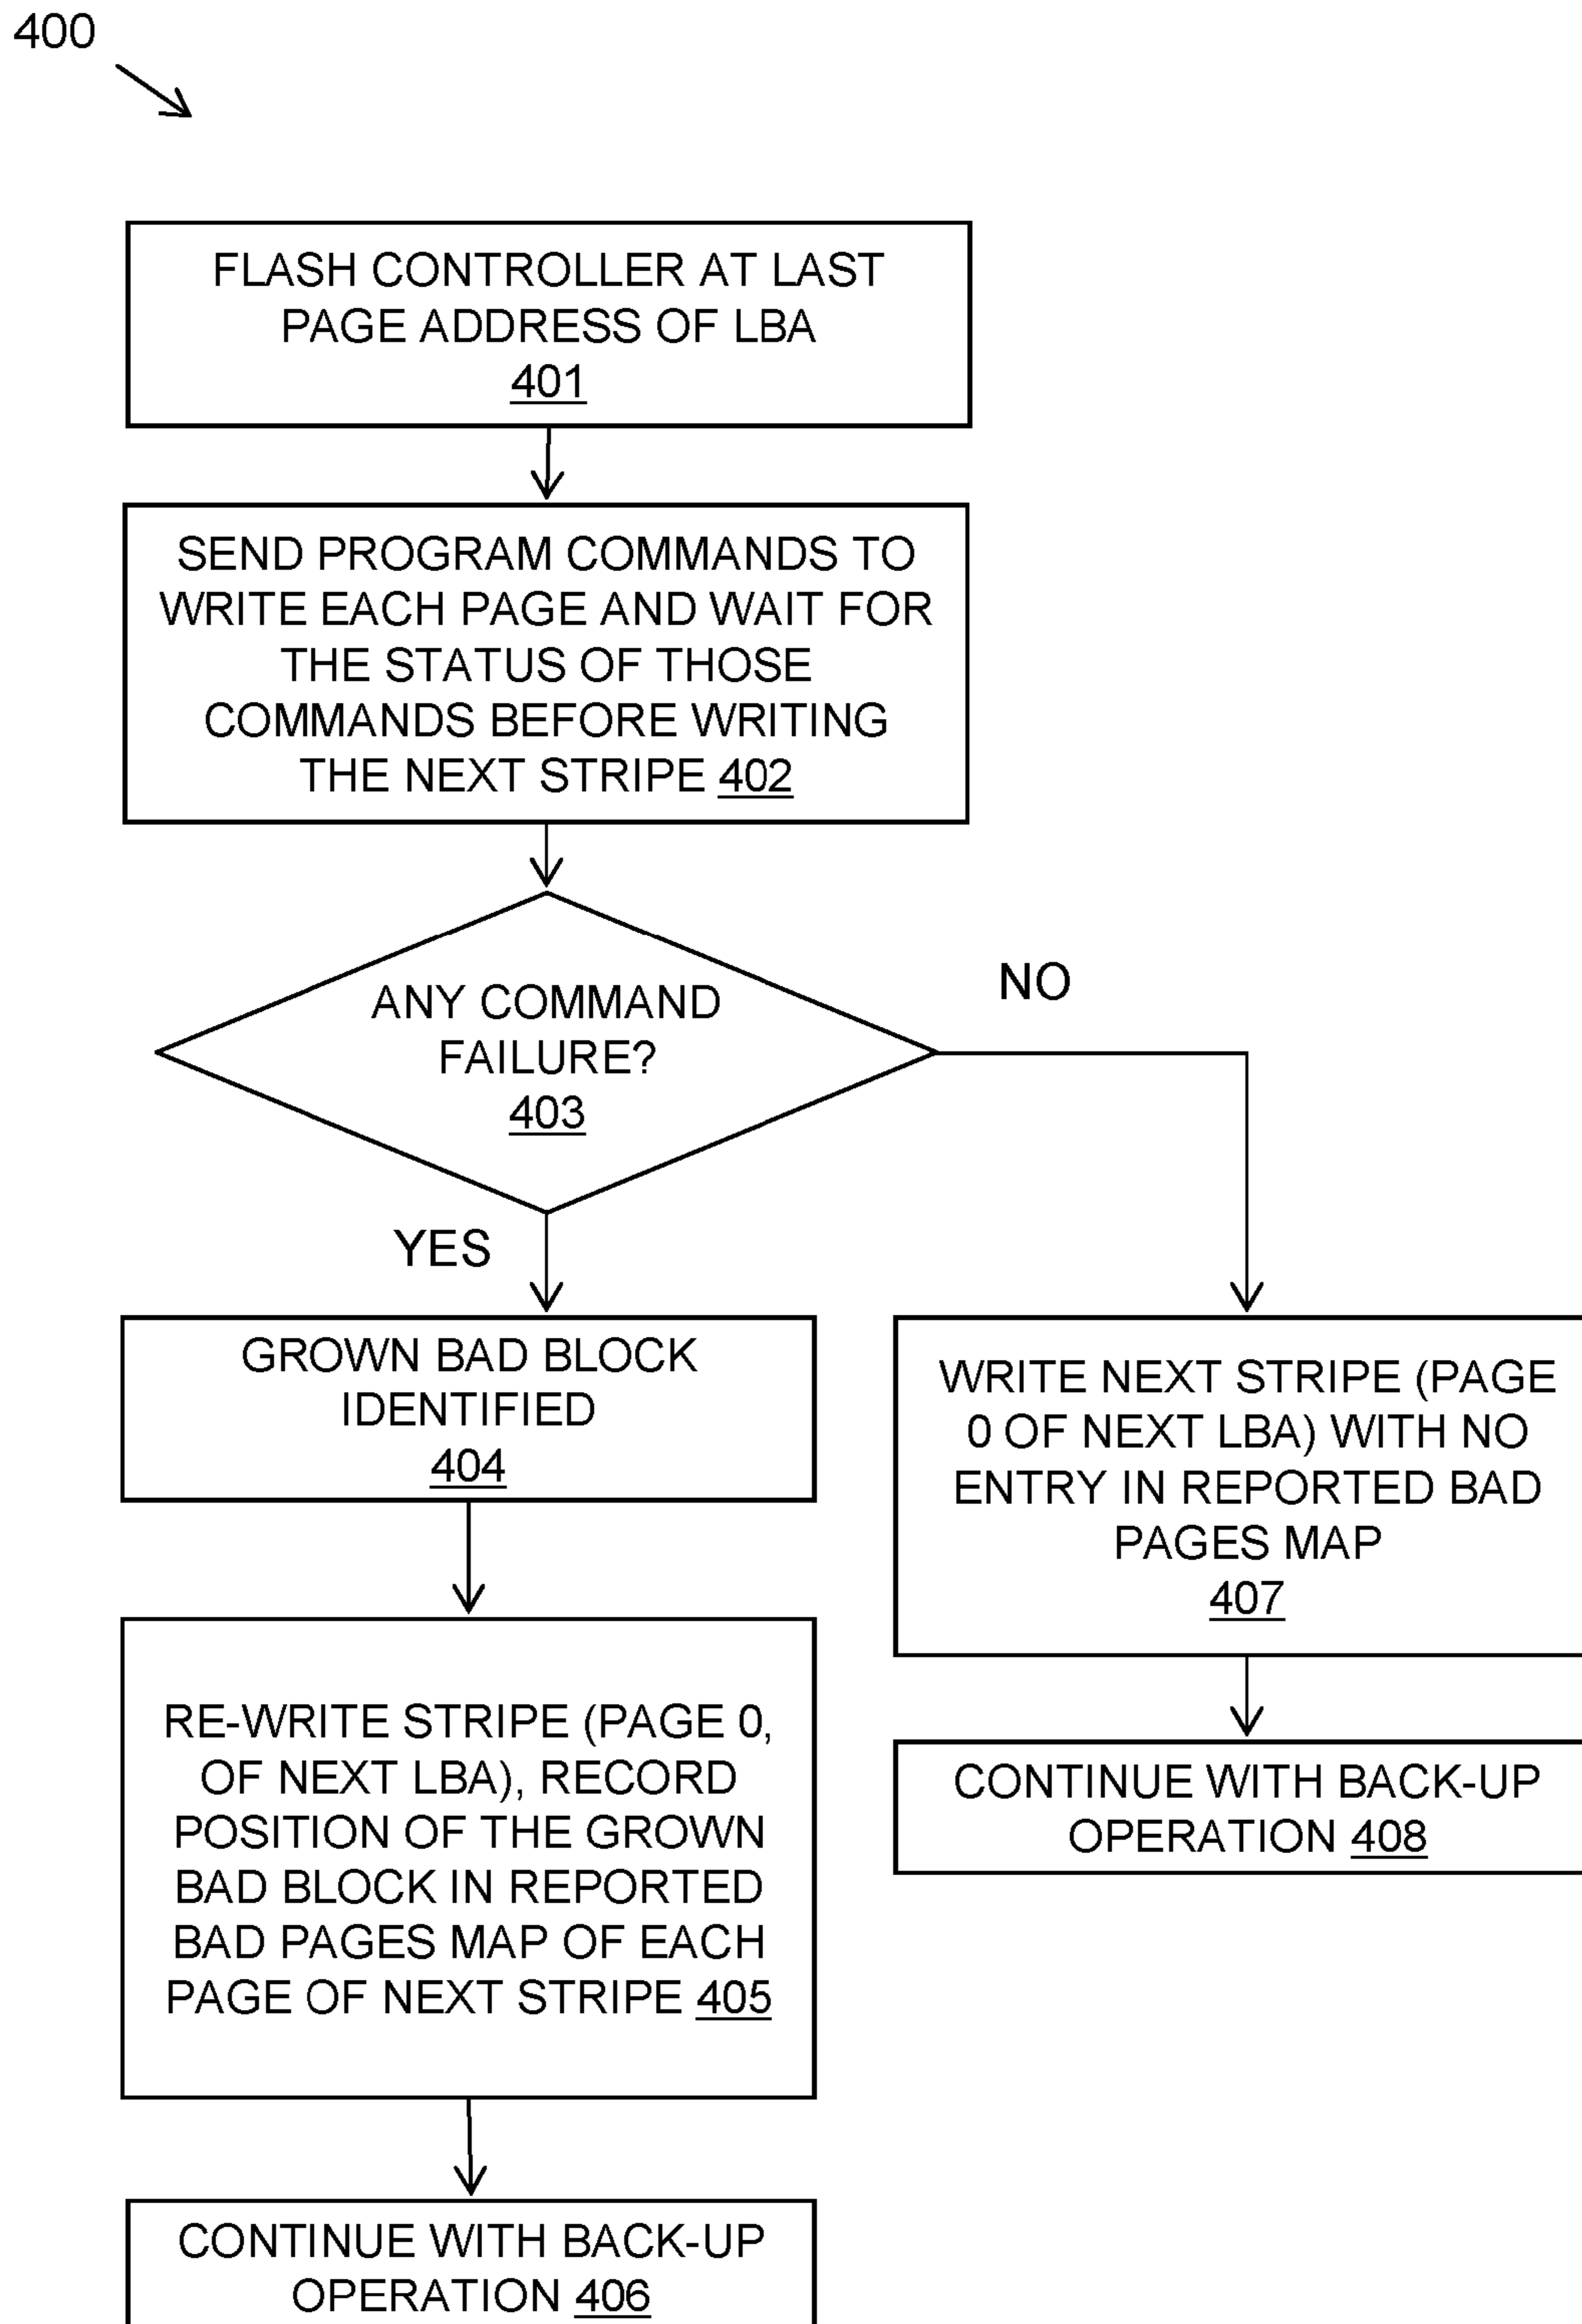 400
FLASH CONTROLLER AT LAST
PAGE ADDRESS OF LBA
401
SEND PROGRAM COMMANDS TO
WRITE EACH PAGE AND WAIT FOR
THE STATUS OF THOSE
COMMANDS BEFORE WRITING
THE NEXT STRIPE 402
ANY COMMAND
FAILURE?
403
NO
YES
GROWN BAD BLOCK
IDENTIFIED
404
WRITE NEXT STRIPE (PAGE
0 OF NEXT LBA) WITH NO
ENTRY IN REPORTED BAD
PAGES MAP
407
RE-WRITE STRIPE (PAGE 0,
OF NEXT LBA), RECORD
POSITION OF THE GROWN
BAD BLOCK IN REPORTED
BAD PAGES MAP OF EACH
PAGE OF NEXT STRIPE 405
CONTINUE WITH BACK-UP
OPERATION 408
CONTINUE WITH BACK-UP
OPERATION 406